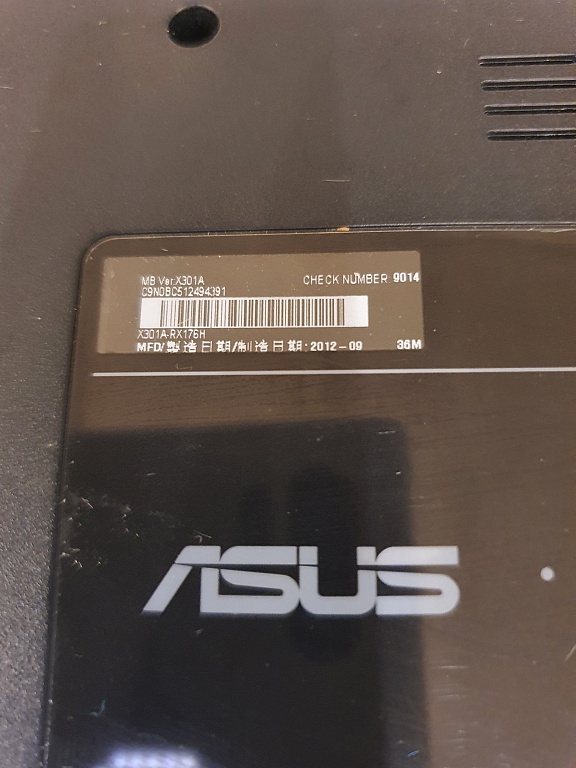 MB Ver:X301A
CHECK NUMBER: 9014
C9N0BC512494391
X301A-RX176H
MFD/製造日期/制造日期: 2012-09 36M
ASUS